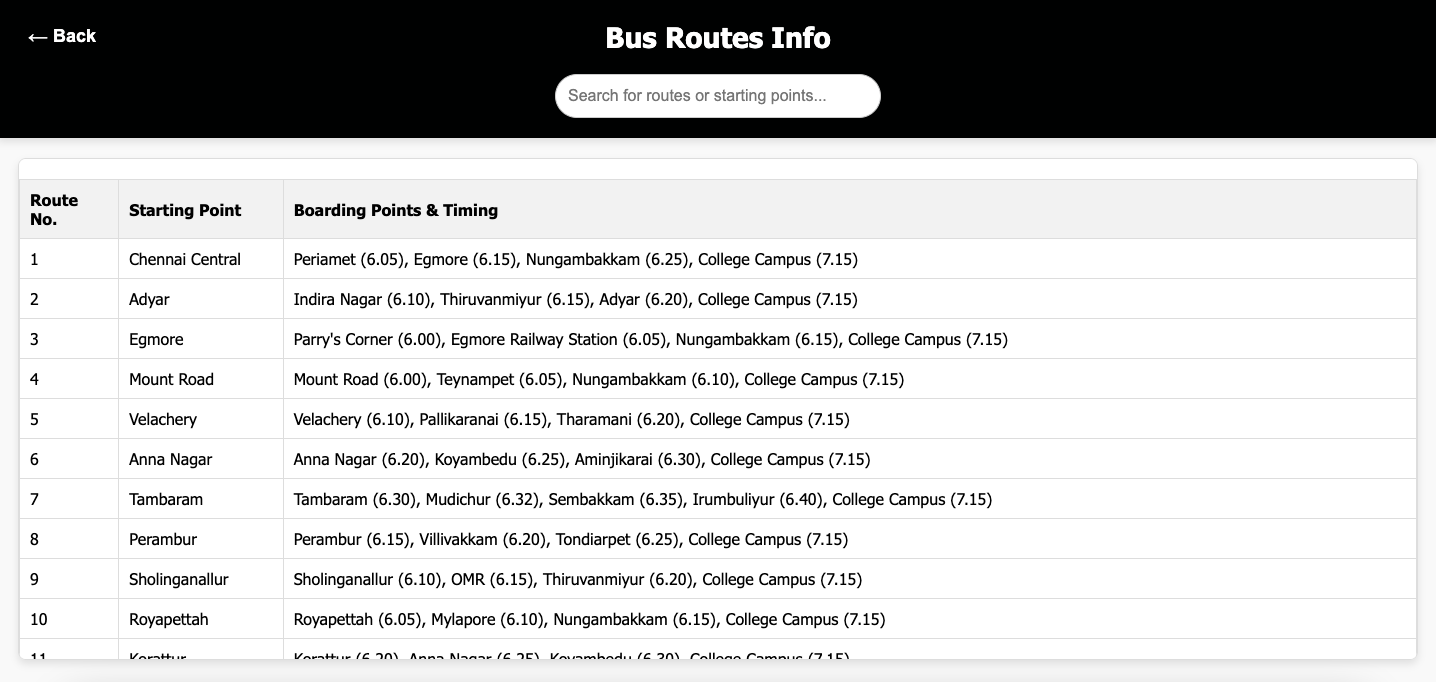 ← Back
Bus Routes Info
Search for routes or starting points...
Route No. Starting Point Boarding Points & Timing
1 Chennai Central Periamet (6.05), Egmore (6.15), Nungambakkam (6.25), College Campus (7.15)
2 Adyar Indira Nagar (6.10), Thiruvanmiyur (6.15), Adyar (6.20), College Campus (7.15)
3 Egmore Parry's Corner (6.00), Egmore Railway Station (6.05), Nungambakkam (6.15), College Campus (7.15)
4 Mount Road Mount Road (6.00), Teynampet (6.05), Nungambakkam (6.10), College Campus (7.15)
5 Velachery Velachery (6.10), Pallikaranai (6.15), Tharamani (6.20), College Campus (7.15)
6 Anna Nagar Anna Nagar (6.20), Koyambedu (6.25), Aminjikarai (6.30), College Campus (7.15)
7 Tambaram Tambaram (6.30), Mudichur (6.32), Sembakkam (6.35), Irumbuliyur (6.40), College Campus (7.15)
8 Perambur Perambur (6.15), Villivakkam (6.20), Tondiarpet (6.25), College Campus (7.15)
9 Sholinganallur Sholinganallur (6.10), OMR (6.15), Thiruvanmiyur (6.20), College Campus (7.15)
10 Royapettah Royapettah (6.05), Mylapore (6.10), Nungambakkam (6.15), College Campus (7.15)
11 Korattur Korattur (6.20), Anna Nagar (6.25), Koyambedu (6.30), College Campus (7.15)